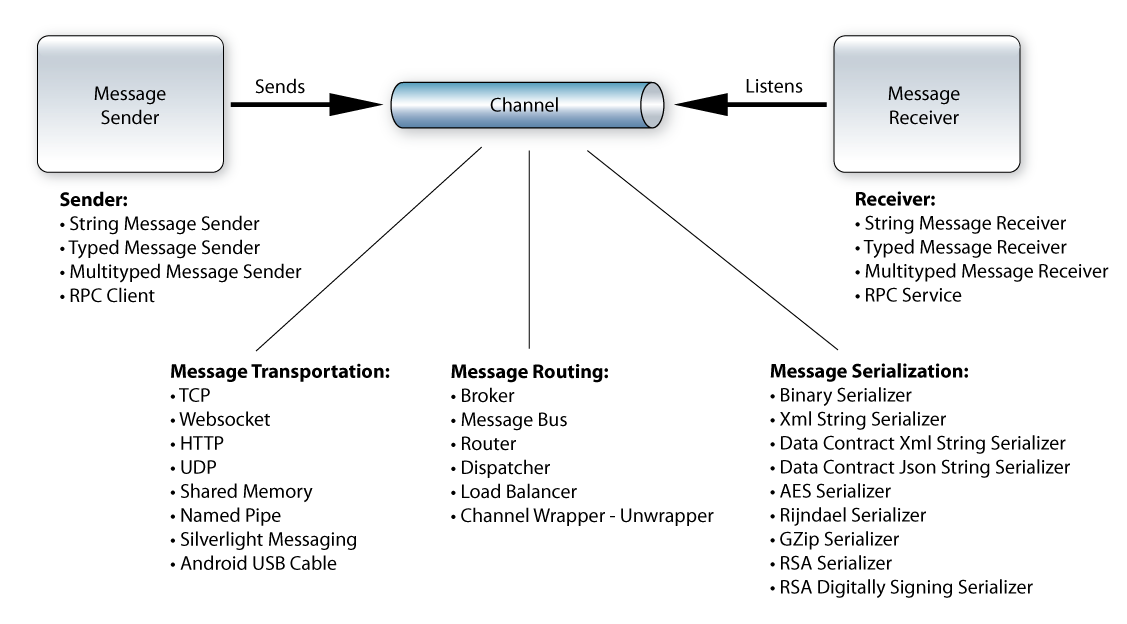 Message
Sender
Sends
Channel
Listens
Message
Receiver
Sender:
• String Message Sender
• Typed Message Sender
• Multityped Message Sender
• RPC Client
Receiver:
• String Message Receiver
• Typed Message Receiver
• Multityped Message Receiver
• RPC Service
Message Transportation:
• TCP
• Websocket
• HTTP
• UDP
• Shared Memory
• Named Pipe
• Silverlight Messaging
• Android USB Cable
Message Routing:
• Broker
• Message Bus
• Router
• Dispatcher
• Load Balancer
• Channel Wrapper - Unwrapper
Message Serialization:
• Binary Serializer
• Xml String Serializer
• Data Contract Xml String Serializer
• Data Contract Json String Serializer
• AES Serializer
• Rijndael Serializer
• GZip Serializer
• RSA Serializer
• RSA Digitally Signing Serializer